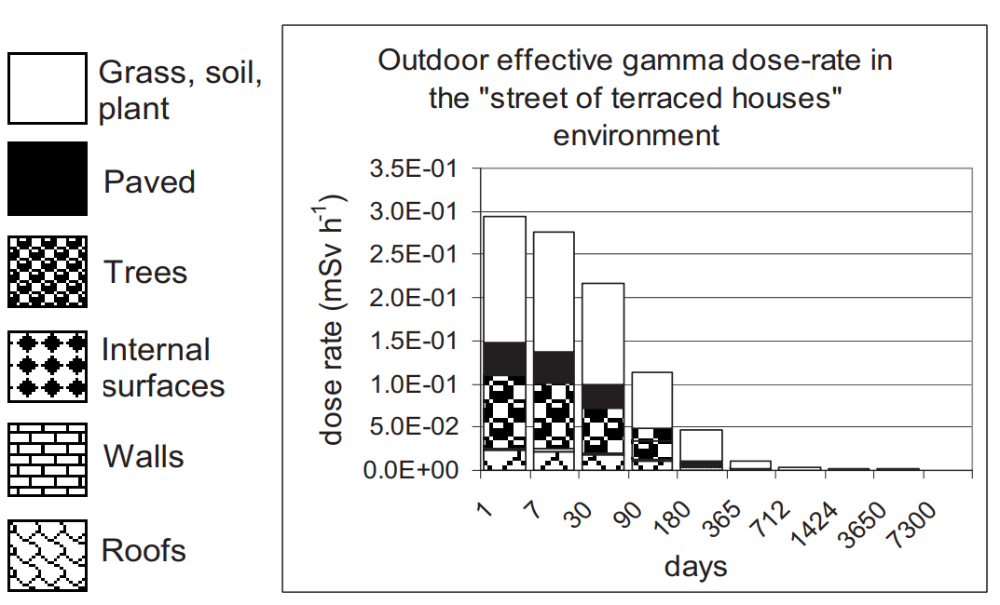 Grass, soil,
plant
Paved
Trees
Internal
surfaces
Walls
Roofs
Outdoor effective gamma dose-rate in
the "street of terraced houses"
environment
dose rate (mSv h⁻¹)
3.5E-01
3.0E-01
2.5E-01
2.0E-01
1.5E-01
1.0E-01
5.0E-02
0.0E+00
1
7
30
90
180
365
712
1424
3650
7300
days